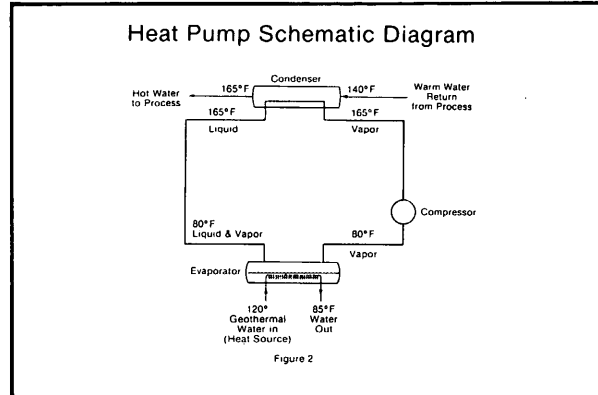 Heat Pump Schematic Diagram
Condenser
Hot Water
to Process
165°F
140°F
Warm Water
Return
from Process
165°F
Liquid
165°F
Vapor
Compressor
80°F
Liquid & Vapor
80°F
Vapor
Evaporator
120°
Geothermal
Water in
(Heat Source)
85°F
Water
Out
Figure 2